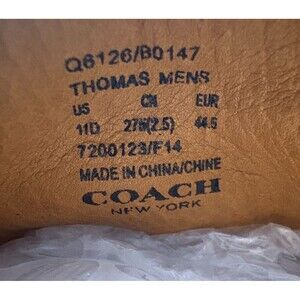 Q6126/B0147
THOMAS MENS
US CN EUR
11D 275(2.5) 44.5
7200123/F14
MADE IN CHINA/CHINE
COACH
NEW YORK